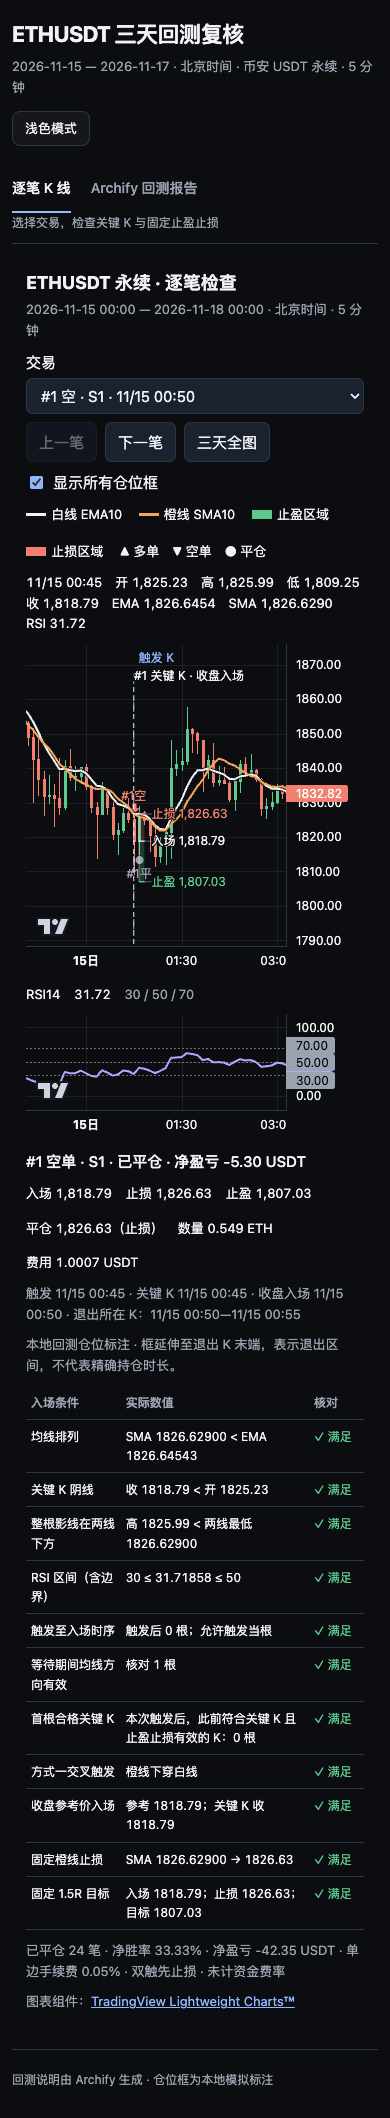 ETHUSDT 三天回测复核
2026-11-15 — 2026-11-17 · 北京时间 · 币安 USDT 永续 · 5 分
钟
浅色模式
逐笔 K 线 Archify 回测报告
选择交易，检查关键 K 与固定止盈止损
ETHUSDT 永续 · 逐笔检查
2026-11-15 00:00 — 2026-11-18 00:00 · 北京时间 · 5 分
钟
交易
#1 空 · S1 · 11/15 00:50
上一笔 下一笔 三天全图
显示所有仓位框
白线 EMA10 橙线 SMA10 止盈区域
止损区域 ▲ 多单 ▼ 空单 ● 平仓
11/15 00:45 开 1,825.23 高 1,825.99 低 1,809.25
收 1,818.79 EMA 1,826.6454 SMA 1,826.6290
RSI 31.72
触发 K
#1 关键 K · 收盘入场
1870.00
1860.00
1850.00
1840.00
1832.82
1830.00
1820.00
1810.00
1800.00
1790.00
#1空
止损 1,826.63
入场 1,818.79
#1平
止盈 1,807.03
15日 01:30 03:0
RSI14 31.72 30 / 50 / 70
100.00
70.00
50.00
30.00
0.00
15日 01:30 03:0
#1 空单 · S1 · 已平仓 · 净盈亏 -5.30 USDT
入场 1,818.79 止损 1,826.63 止盈 1,807.03
平仓 1,826.63（止损） 数量 0.549 ETH
费用 1.0007 USDT
触发 11/15 00:45 · 关键 K 11/15 00:45 · 收盘入场 11/15
00:50 · 退出所在 K：11/15 00:50—11/15 00:55
本地回测仓位标注 · 框延伸至退出 K 末端，表示退出区
间，不代表精确持仓时长。
入场条件 实际数值 核对
均线排列 SMA 1826.62900 < EMA ✓ 满足
1826.64543
关键 K 阴线 收 1818.79 < 开 1825.23 ✓ 满足
整根影线在两线 高 1825.99 < 两线最低 ✓ 满足
下方 1826.62900
RSI 区间（含边 30 ≤ 31.71858 ≤ 50 ✓ 满足
界）
触发至入场时序 触发后 0 根；允许触发当根 ✓ 满足
等待期间均线方 核对 1 根 ✓ 满足
向有效
首根合格关键 K 本次触发后，此前符合关键 K 且 ✓ 满足
止盈止损有效的 K：0 根
方式一交叉触发 橙线下穿白线 ✓ 满足
收盘参考价入场 参考 1818.79；关键 K 收 ✓ 满足
1818.79
固定橙线止损 SMA 1826.62900 → 1826.63 ✓ 满足
固定 1.5R 目标 入场 1818.79；止损 1826.63； ✓ 满足
目标 1807.03
已平仓 24 笔 · 净胜率 33.33% · 净盈亏 -42.35 USDT · 单
边手续费 0.05% · 双触先止损 · 未计资金费率
图表组件：TradingView Lightweight Charts™
回测说明由 Archify 生成 · 仓位框为本地模拟标注